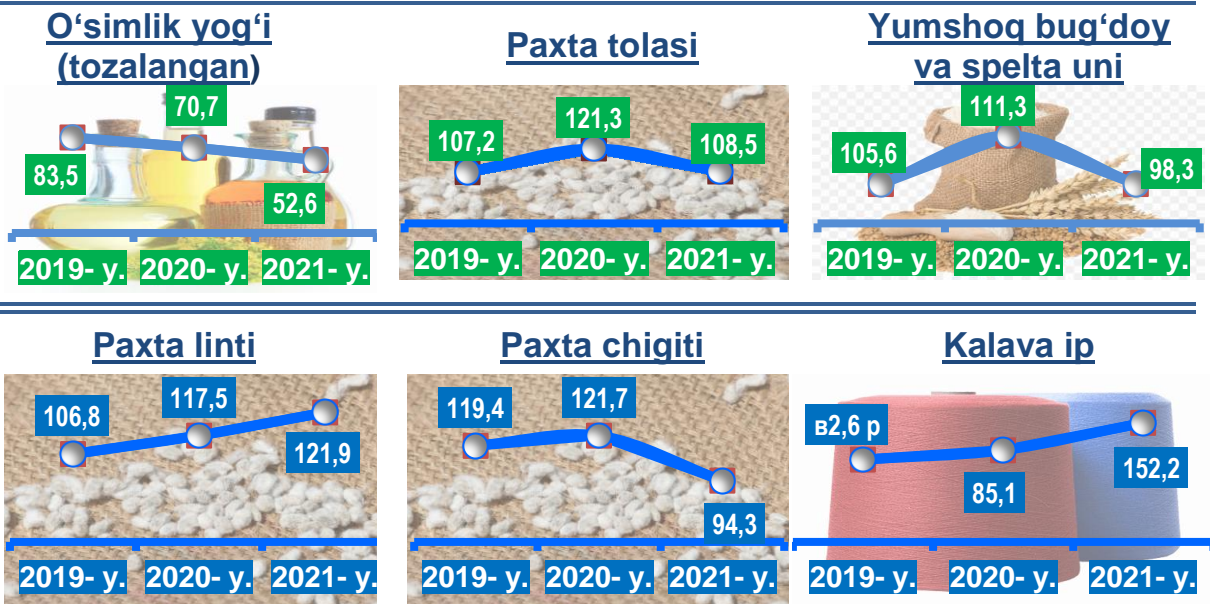 O‘simlik yog‘i
(tozalangan)
70,7
83,5
52,6
2019- y. 2020- y. 2021- y.
Paxta tolasi
121,3
107,2
108,5
2019- y. 2020- y. 2021- y.
Yumshoq bug‘doy
va spelta uni
111,3
105,6
98,3
2019- y. 2020- y. 2021- y.
Paxta linti
117,5
106,8
121,9
2019- y. 2020- y. 2021- y.
Paxta chigiti
121,7
119,4
94,3
2019- y. 2020- y. 2021- y.
Kalava ip
в2,6 р
152,2
85,1
2019- y. 2020- y. 2021- y.